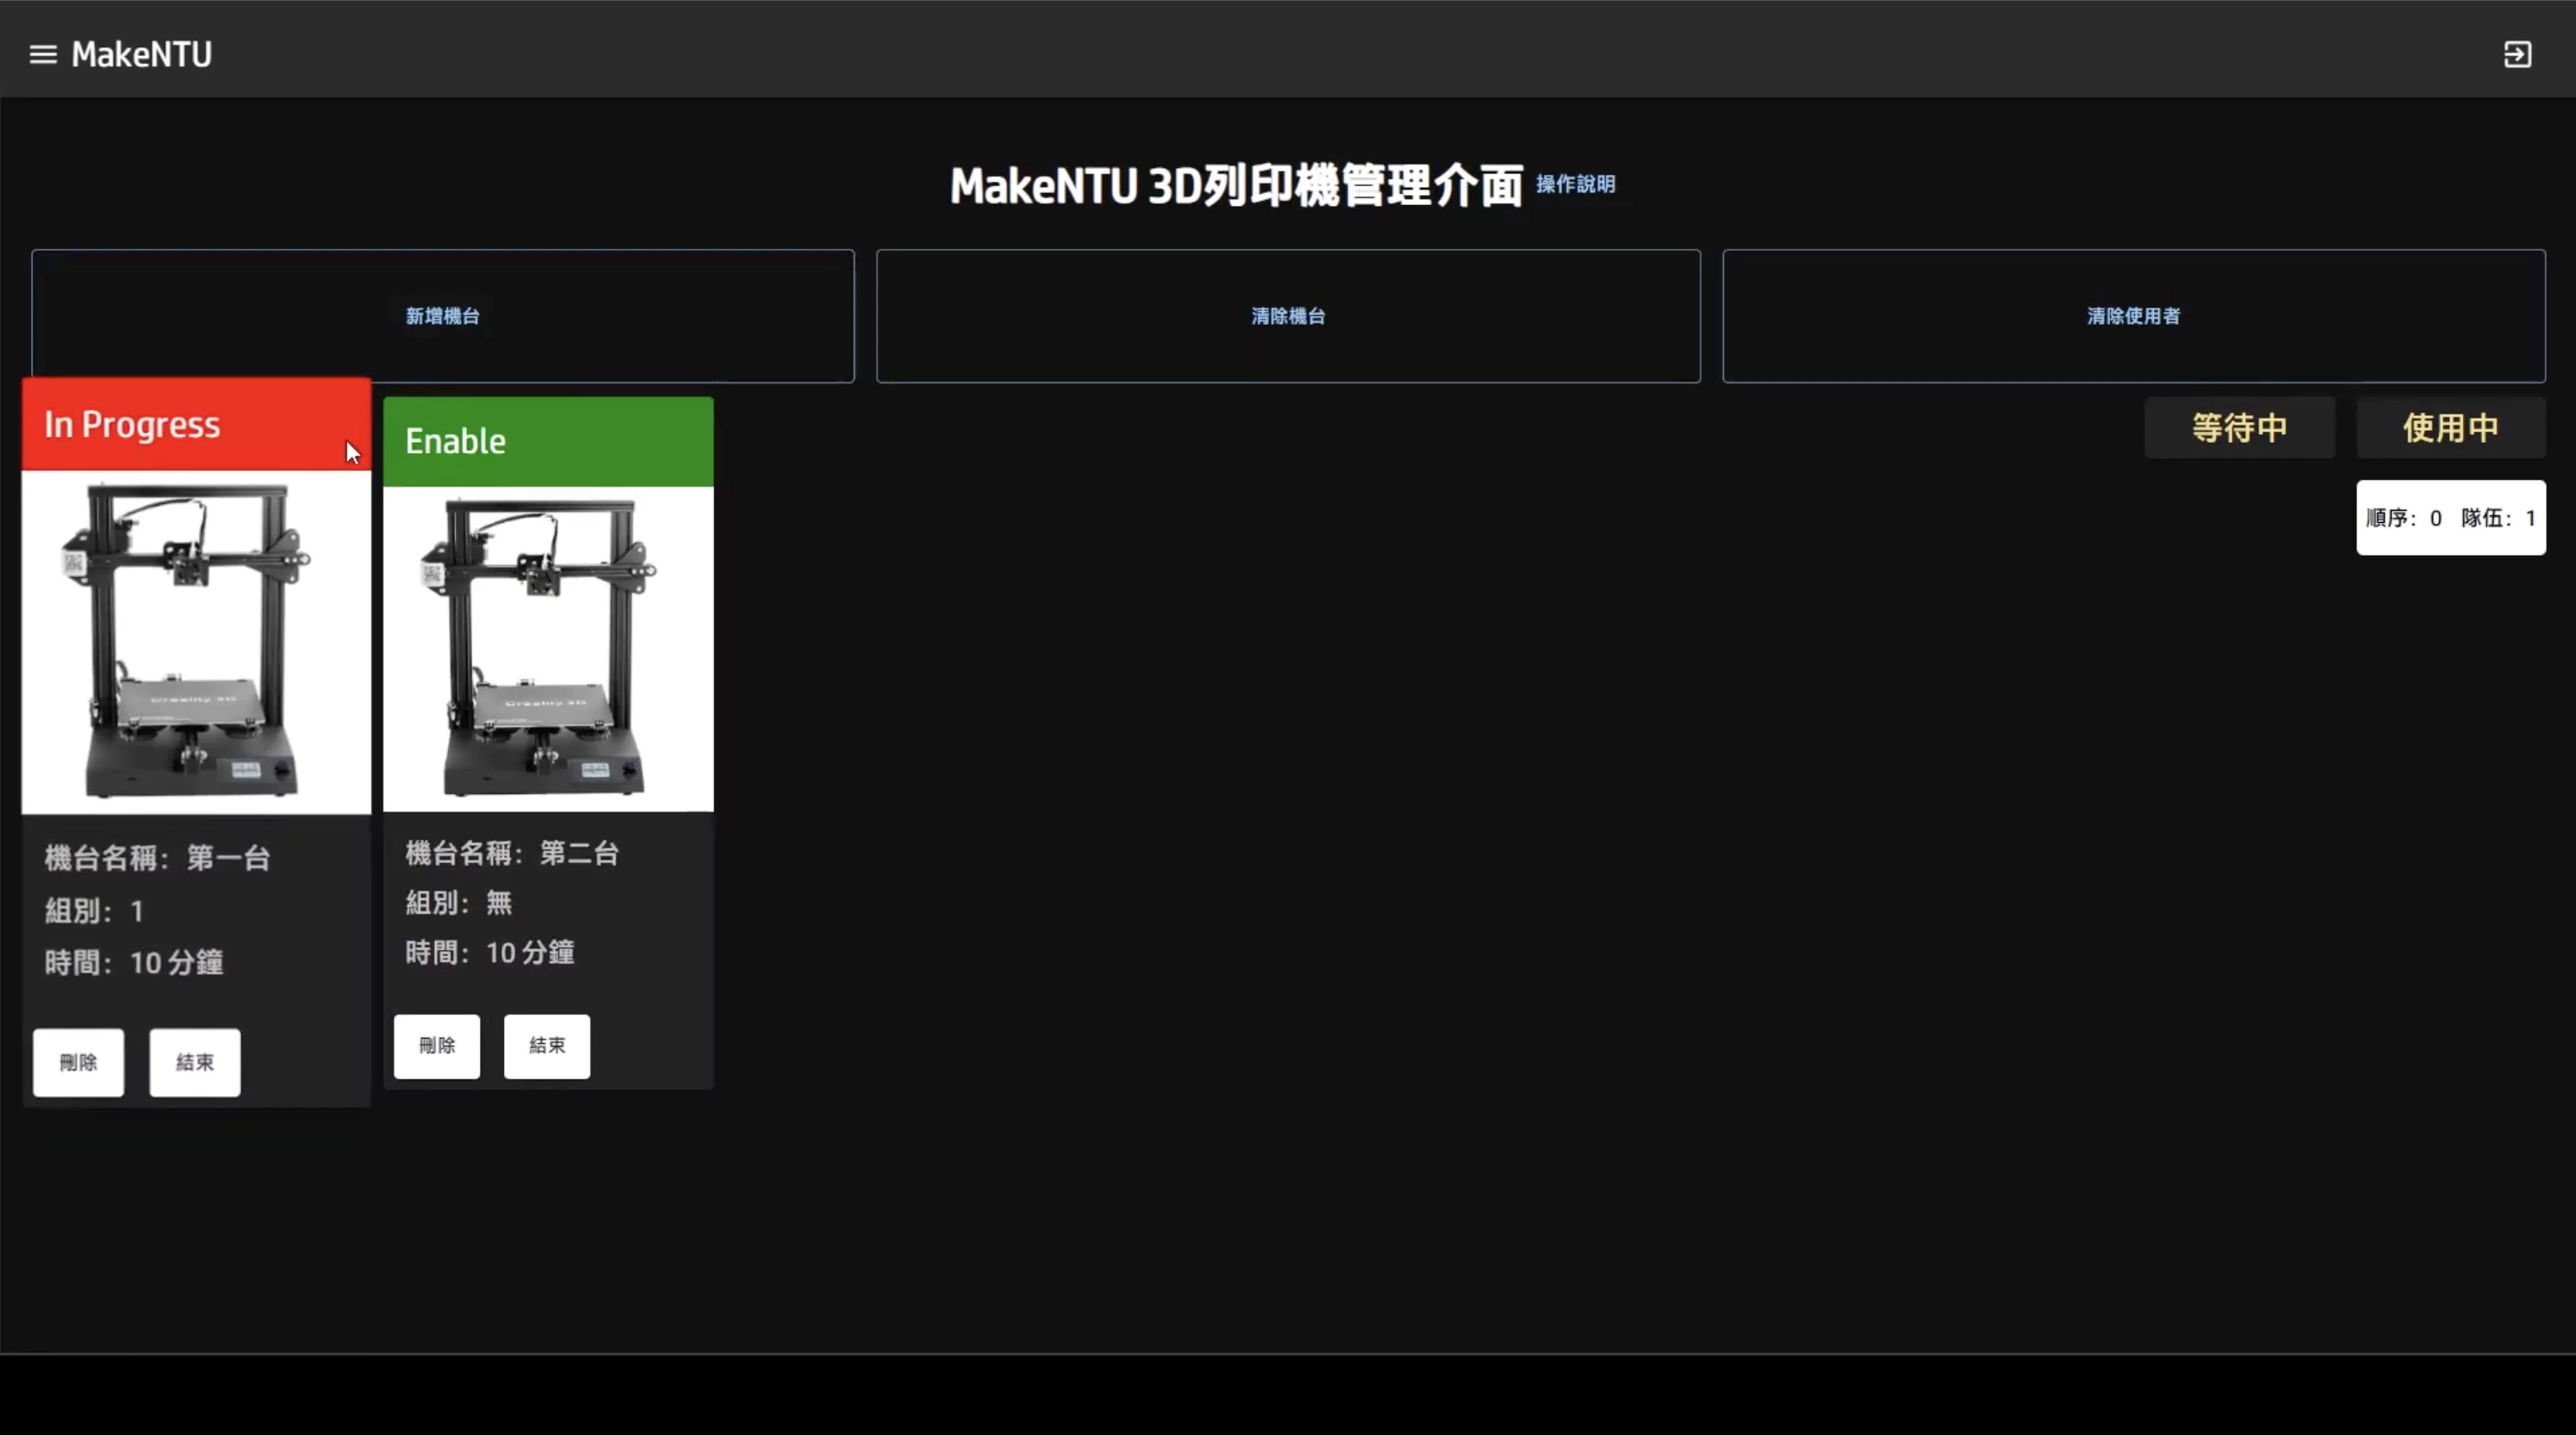 MakeNTU
MakeNTU 3D列印機管理介面 操作說明
新增機台
清除機台
清除使用者
In Progress
Creality 3D
機台名稱：第一台
組別：1
時間：10 分鐘
刪除
結束
Enable
Creality 3D
機台名稱：第二台
組別：無
時間：10 分鐘
刪除
結束
等待中
使用中
順序：0 隊伍：1